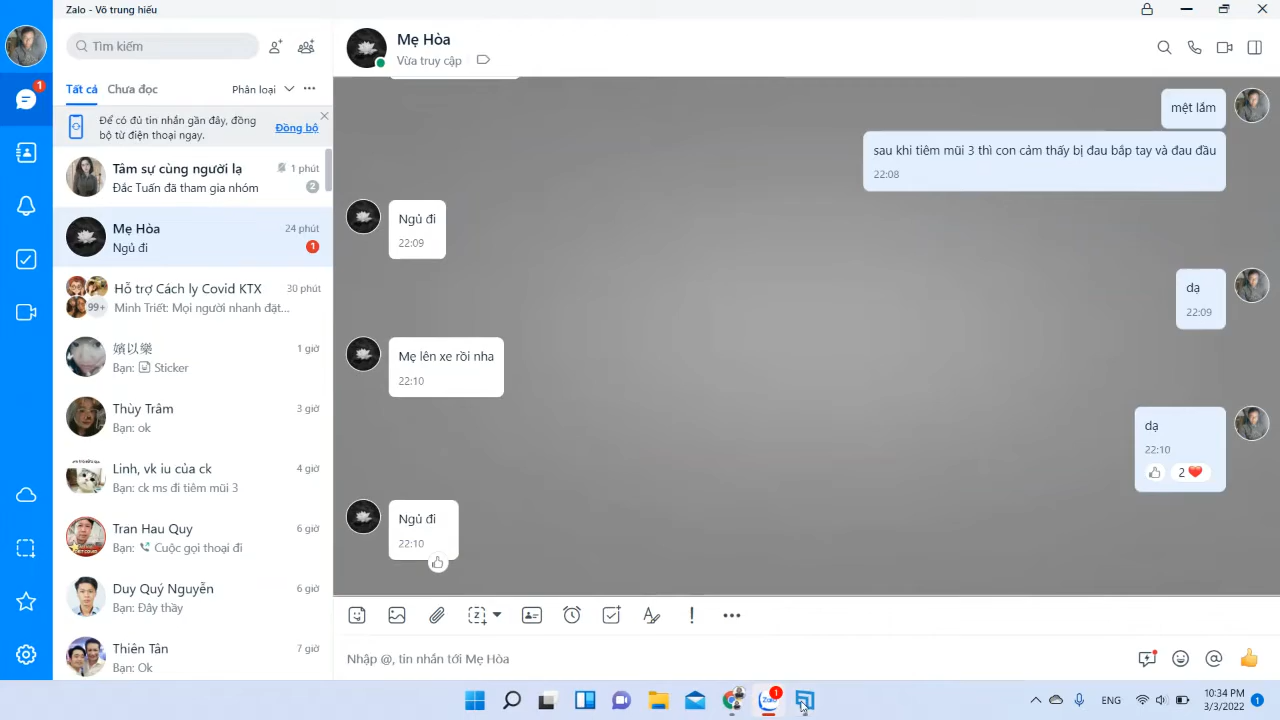 Zalo - Võ trung hiếu
Tìm kiếm
Tất cả
Chưa đọc
Phân loại
Để có đủ tin nhắn gần đây, đồng
bộ từ điện thoại ngay.
Đồng bộ
Tâm sự cùng người lạ
1 phút
Đắc Tuấn đã tham gia nhóm
2
Mẹ Hòa
24 phút
Ngủ đi
1
Hỗ trợ Cách ly Covid KTX
30 phút
99+
Minh Triết: Mọi người nhanh đặt...
嬪以樂
1 giờ
Bạn: Sticker
Thùy Trâm
3 giờ
Bạn: ok
Linh, vk iu của ck
4 giờ
Bạn: ck ms đi tiêm mũi 3
Tran Hau Quy
6 giờ
Bạn: Cuộc gọi thoại đi
Duy Quý Nguyễn
6 giờ
Bạn: Đây thầy
Thiên Tân
7 giờ
Bạn: Ok
1
Mẹ Hòa
Vừa truy cập
mệt lắm
sau khi tiêm mũi 3 thì con cảm thấy bị đau bắp tay và đau đầu
22:08
Ngủ đi
22:09
dạ
22:09
Mẹ lên xe rồi nha
22:10
dạ
22:10
2
Ngủ đi
22:10
Nhập @, tin nhắn tới Mẹ Hòa
Zalo
1
ENG
10:34 PM
3/3/2022
1